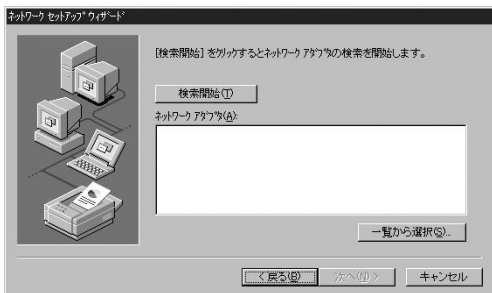 ネットワーク セットアップ ウィザード
[検索開始] をクリックするとネットワーク アダプタの検索を開始します。
検索開始(T)
ネットワーク アダプタ(A):
一覧から選択(S)...
< 戻る(B)
次へ(N) >
キャンセル